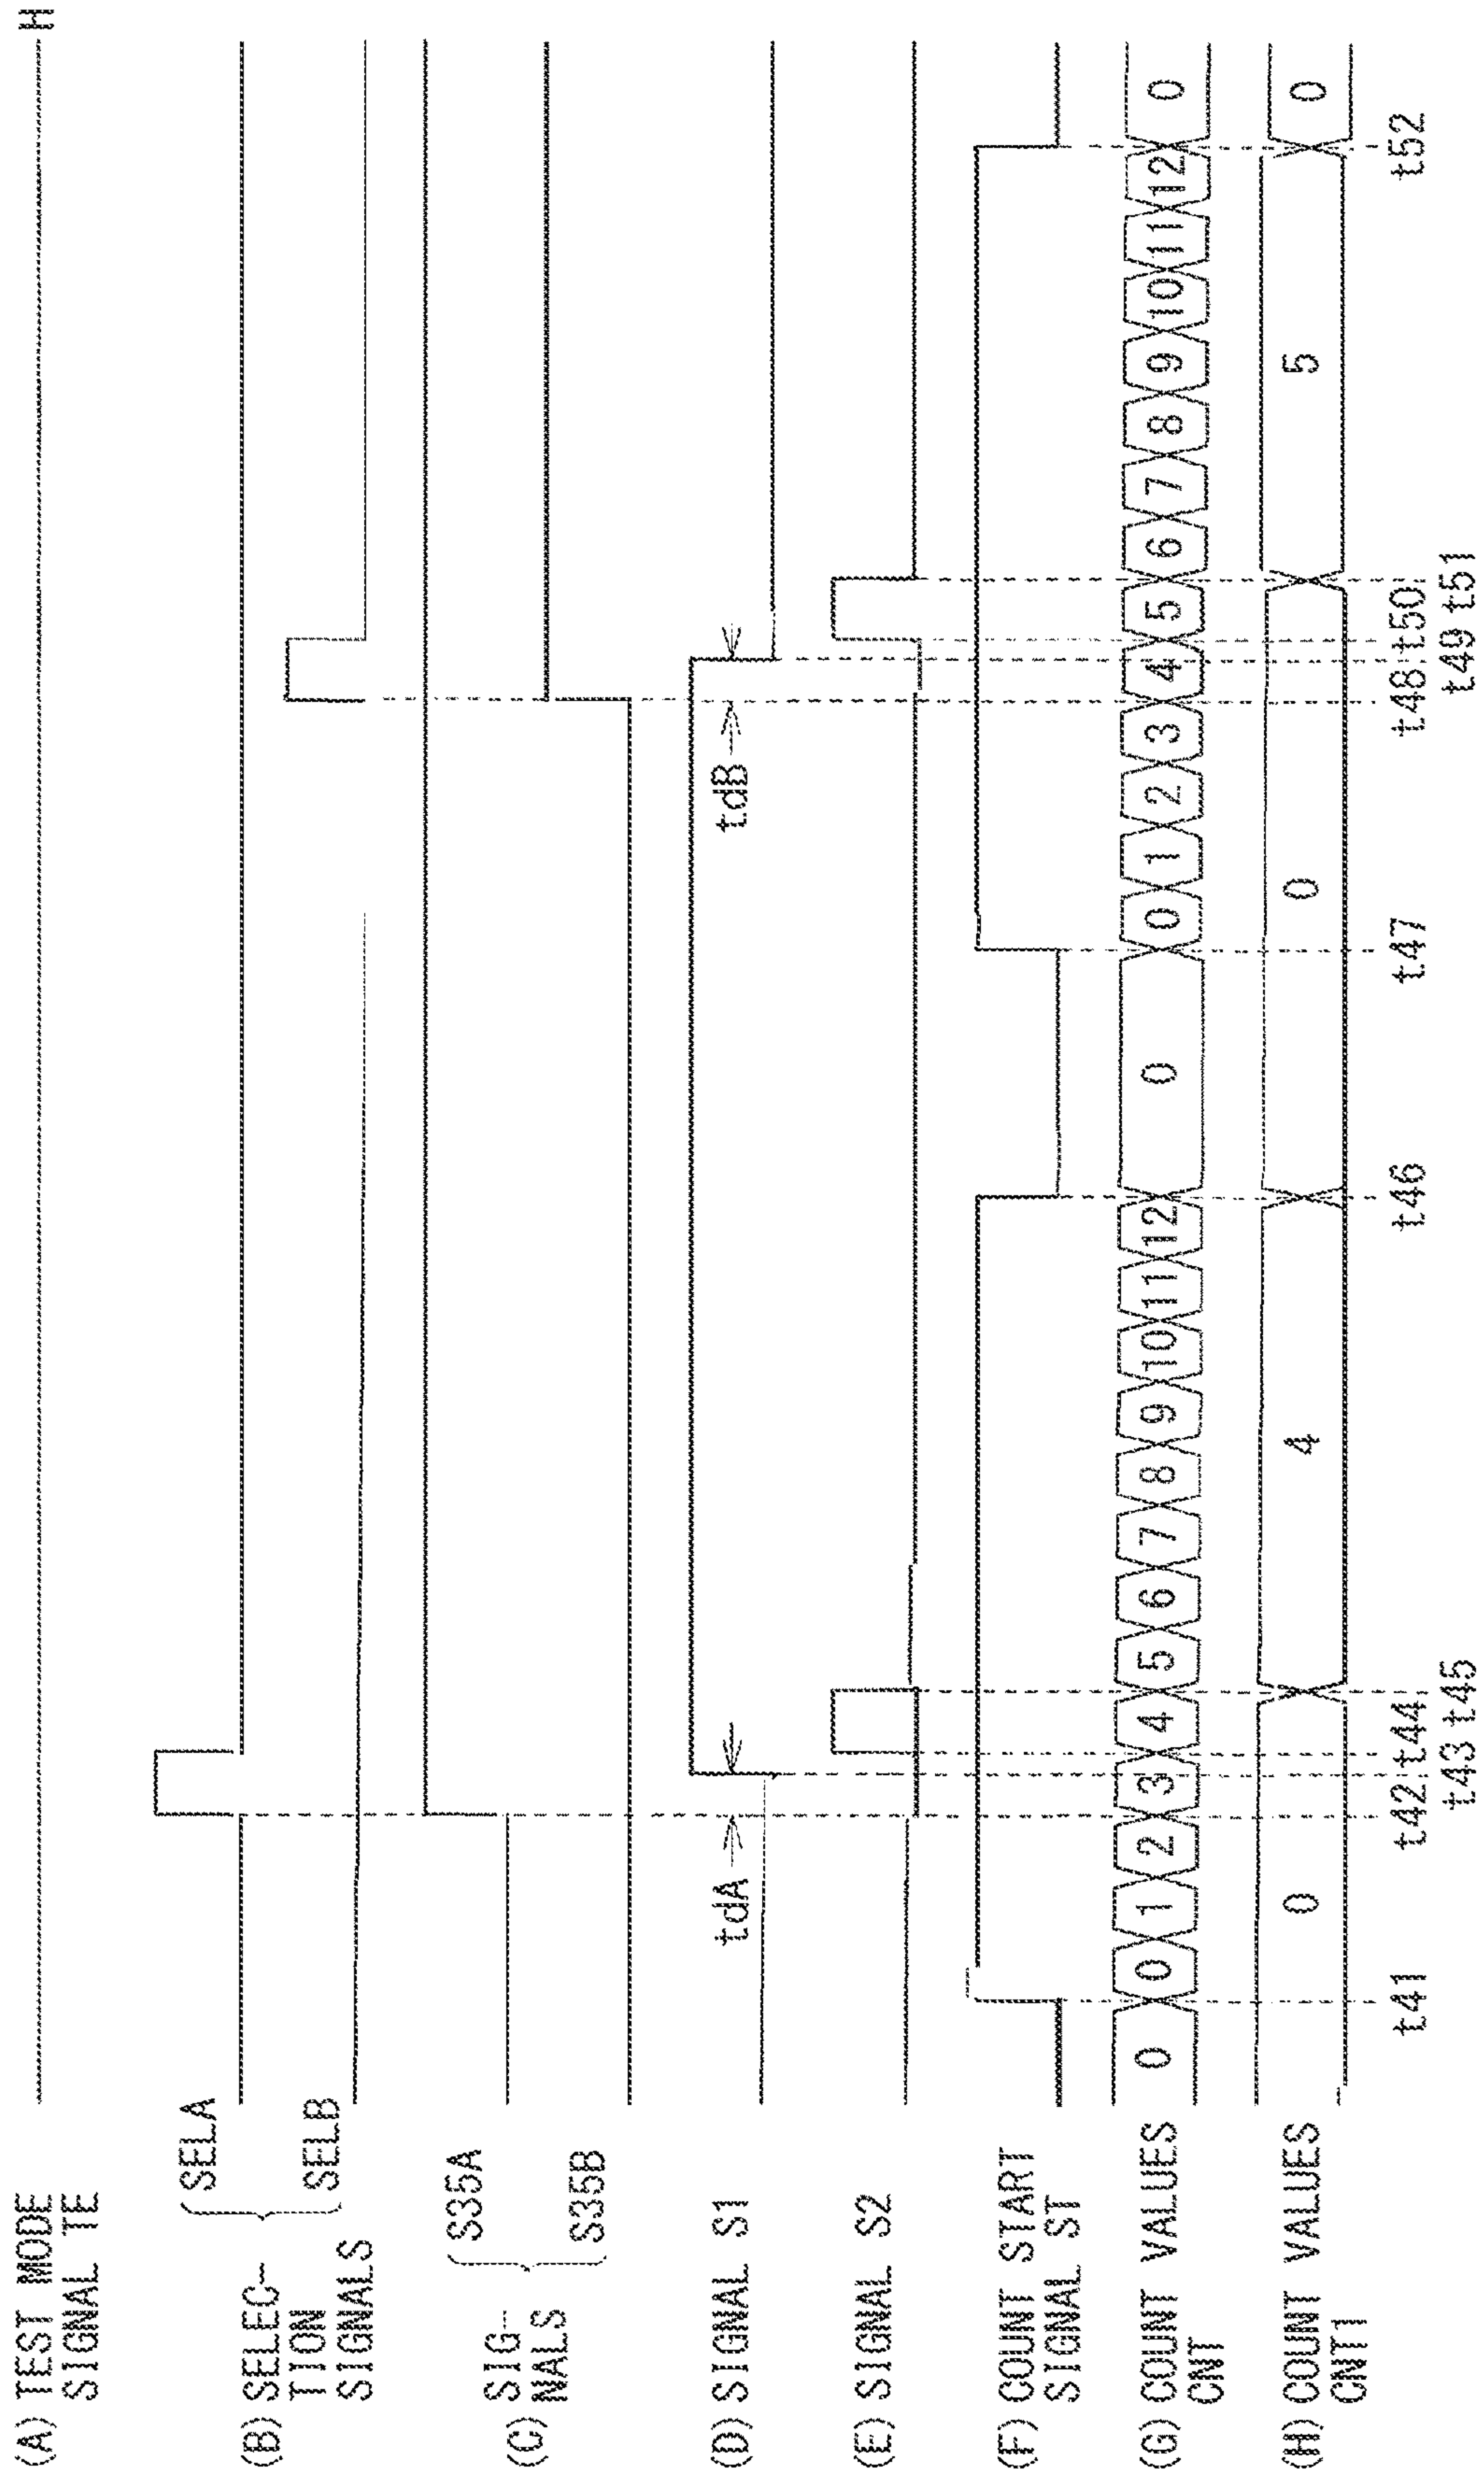 (A) TEST MODE
SIGNAL TE
H
(B) SELEC-
TION
SIGNALS
SELA
SELB
(C) SIG-
NALS
S35A
S35B
(D) SIGNAL S1
tdA
tdB
(E) SIGNAL S2
(F) COUNT START
SIGNAL ST
(G) COUNT VALUES
CNT
0 0 1 2 3 4 5 6 7 8 9 10 11 12 0 0 1 2 3 4 5 6 7 8 9 10 11 12 0
(H) COUNT VALUES
CNT1
0 4 0 5 0
t41 t42 t44 t46 t47 t48 t50 t52
t43 t45 t49 t51